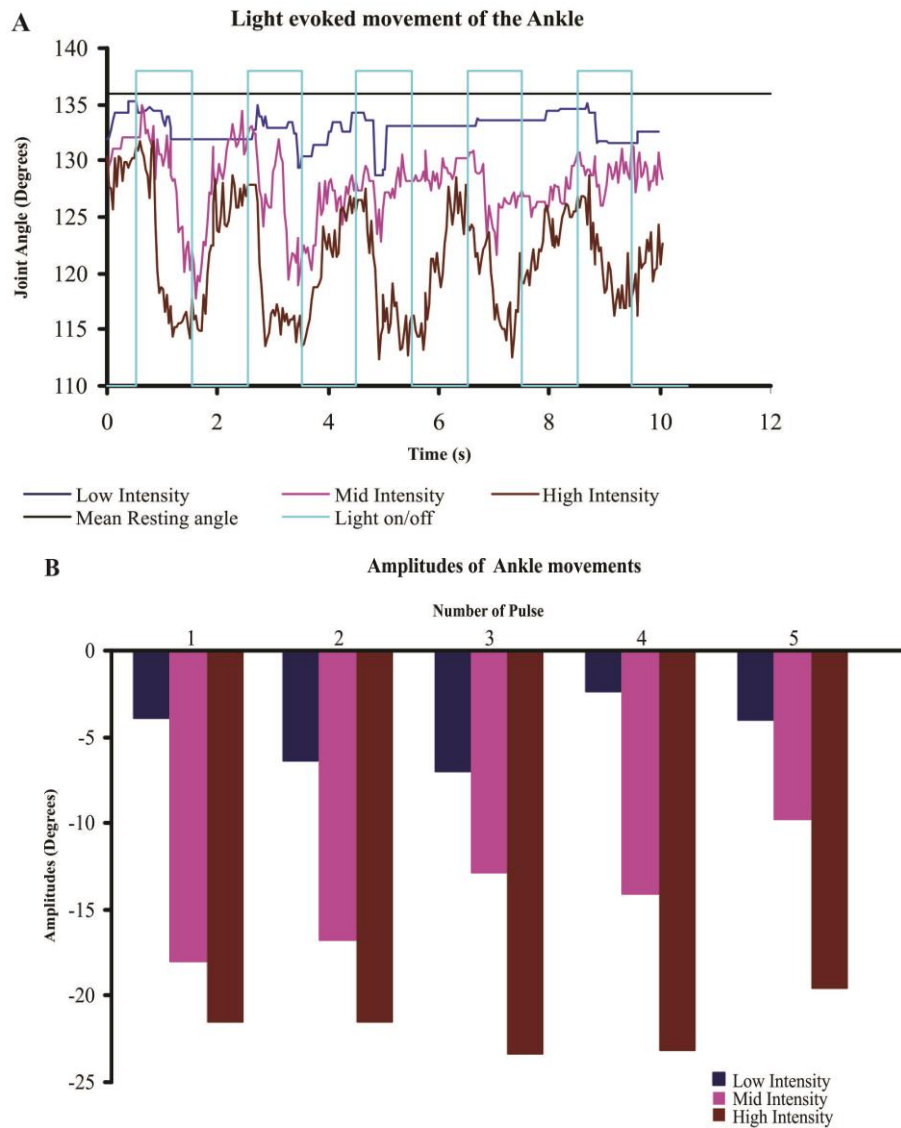 A
Light evoked movement of the Ankle
140
135
130
125
120
115
110
Joint Angle (Degrees)
0 2 4 6 8 10 12
Time (s)
Low Intensity Mid Intensity High Intensity
Mean Resting angle Light on/off
B
Amplitudes of Ankle movements
Number of Pulse
1 2 3 4 5
0
-5
-10
-15
-20
-25
Amplitudes (Degrees)
Low Intensity
Mid Intensity
High Intensity